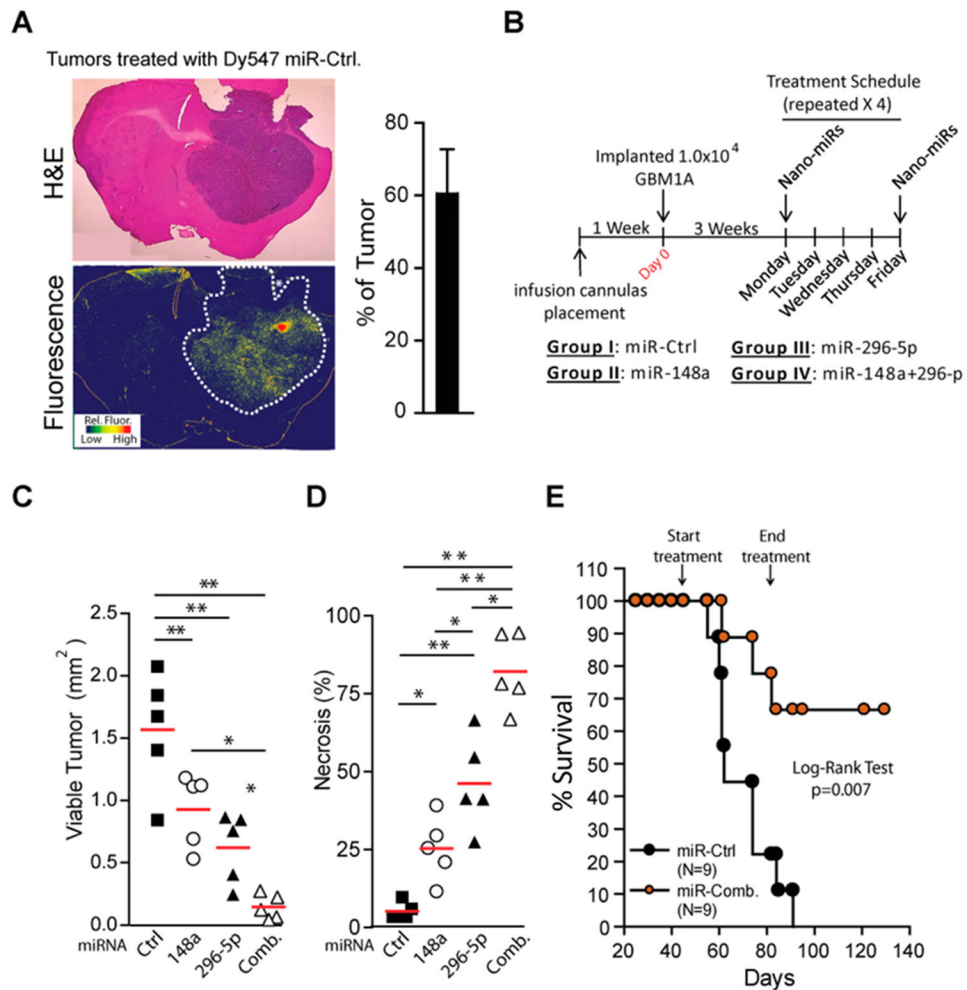 A
Tumors treated with Dy547 miR-Ctrl.
H&E
Fluorescence
Rel. Fluor.
Low High
% of Tumor
80
60
40
20
0
B
Treatment Schedule
(repeated X 4)
Implanted 1.0x10^4
GBM1A
Nano-miRs
Nano-miRs
1 Week
3 Weeks
Day 0
infusion cannulas
placement
Monday
Tuesday
Wednesday
Thursday
Friday
Group I: miR-Ctrl
Group II: miR-148a
Group III: miR-296-5p
Group IV: miR-148a+296-p
C
Viable Tumor (mm^2)
2.5
2.0
1.5
1.0
0.5
0.0
**
**
**
*
*
miRNA
Ctrl
148a
296-5p
Comb.
D
Necrosis (%)
100
75
50
25
0
**
**
*
*
**
*
miRNA
Ctrl
148a
296-5p
Comb.
E
Start
treatment
End
treatment
% Survival
100
90
80
70
60
50
40
30
20
10
Log-Rank Test
p=0.007
miR-Ctrl
(N=9)
miR-Comb.
(N=9)
20 40 60 80 100 120 140
Days